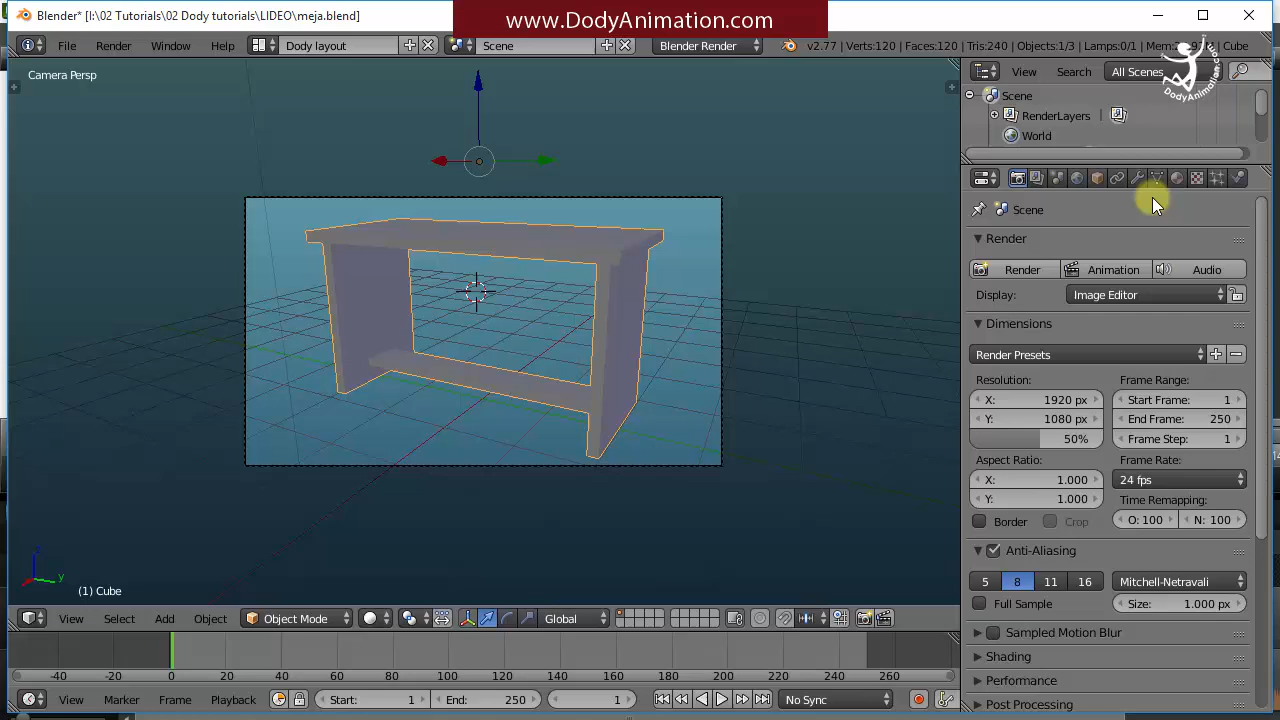 Blender* [I:\02 Tutorials\02 Dody tutorials\LIDEO\meja.blend]
www.DodyAnimation.com
File Render Window Help Dody layout Scene Blender Render v2.77 | Verts:120 | Faces:120 | Tris:240 | Objects:1/3 | Lamps:0/1 | Cube
Camera Persp
View Search All Scenes
DodyAnimation.com
Scene
RenderLayers
World
Scene
Render
Render Animation Audio
Display: Image Editor
Dimensions
Render Presets
Resolution: Frame Range:
X: 1920 px Start Frame: 1
Y: 1080 px End Frame: 250
50% Frame Step: 1
Aspect Ratio: Frame Rate:
X: 1.000 24 fps
Y: 1.000 Time Remapping:
Border Crop O: 100 N: 100
Anti-Aliasing
5 8 11 16 Mitchell-Netravali
Full Sample Size: 1.000 px
Sampled Motion Blur
Shading
Performance
Post Processing
z
y
(1) Cube
View Select Add Object Object Mode Global
-40 -20 0 20 40 60 80 100 120 140 160 180 200 220 240 260
View Marker Frame Playback Start: 1 End: 250 1 No Sync